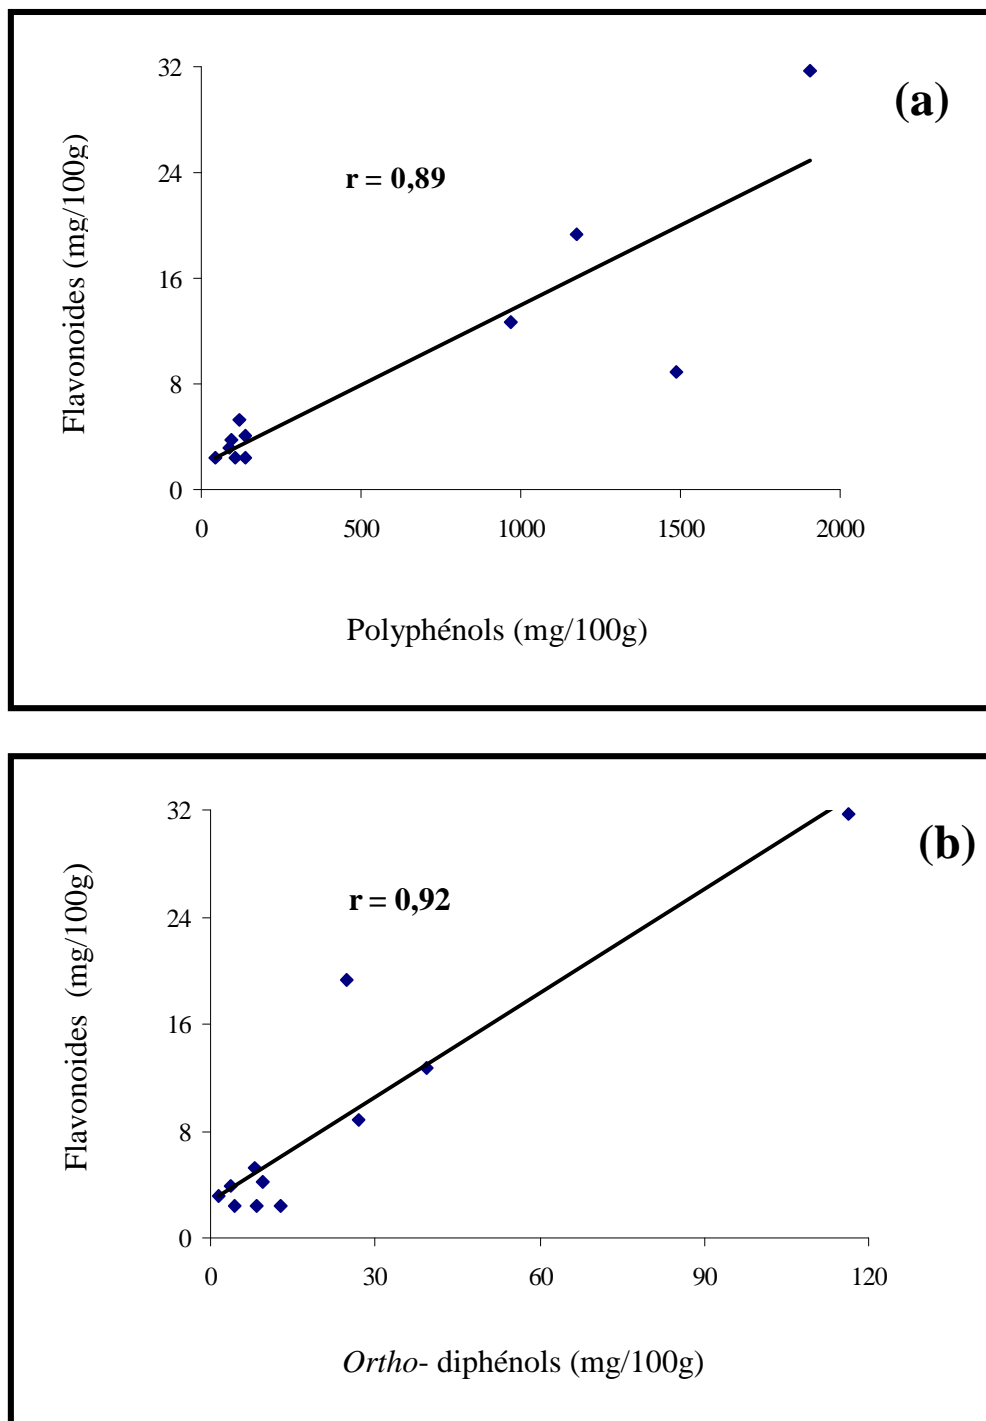 (a)
Flavonoides (mg/100g)
32
24
16
8
0
r = 0,89
0 500 1000 1500 2000
Polyphénols (mg/100g)
(b)
Flavonoides (mg/100g)
32
24
16
8
0
r = 0,92
0 30 60 90 120
Ortho- diphénols (mg/100g)